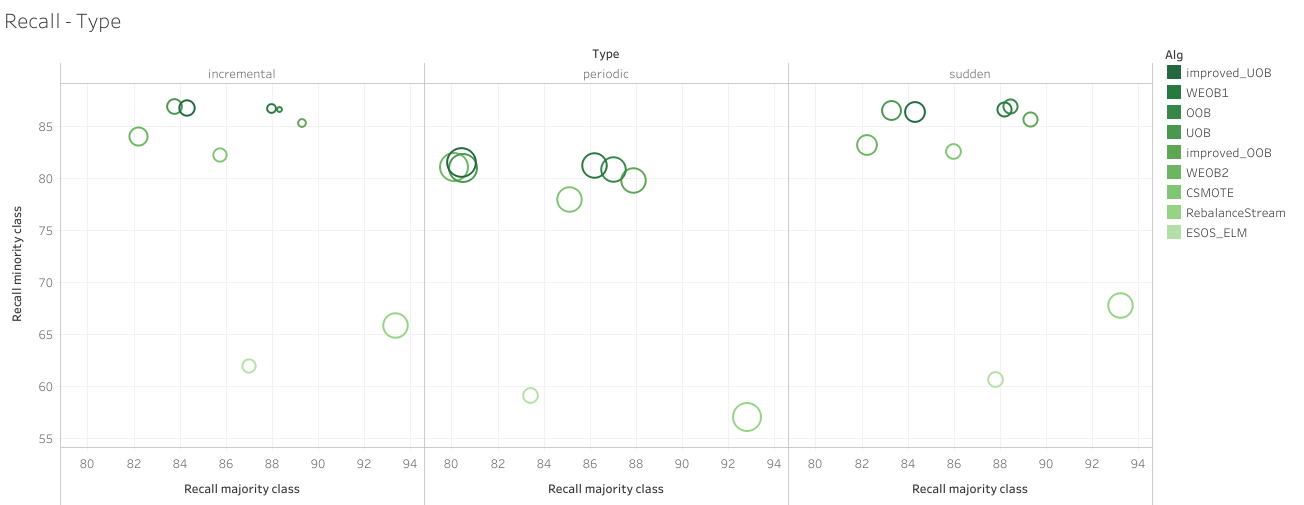 Recall - Type
Type
incremental periodic sudden
Recall minority class
85
80
75
70
65
60
55
80 82 84 86 88 90 92 94 80 82 84 86 88 90 92 94 80 82 84 86 88 90 92 94
Recall majority class Recall majority class Recall majority class
Alg
improved_UOB
WEOB1
OOB
UOB
improved_OOB
WEOB2
CSMOTE
RebalanceStream
ESOS_ELM